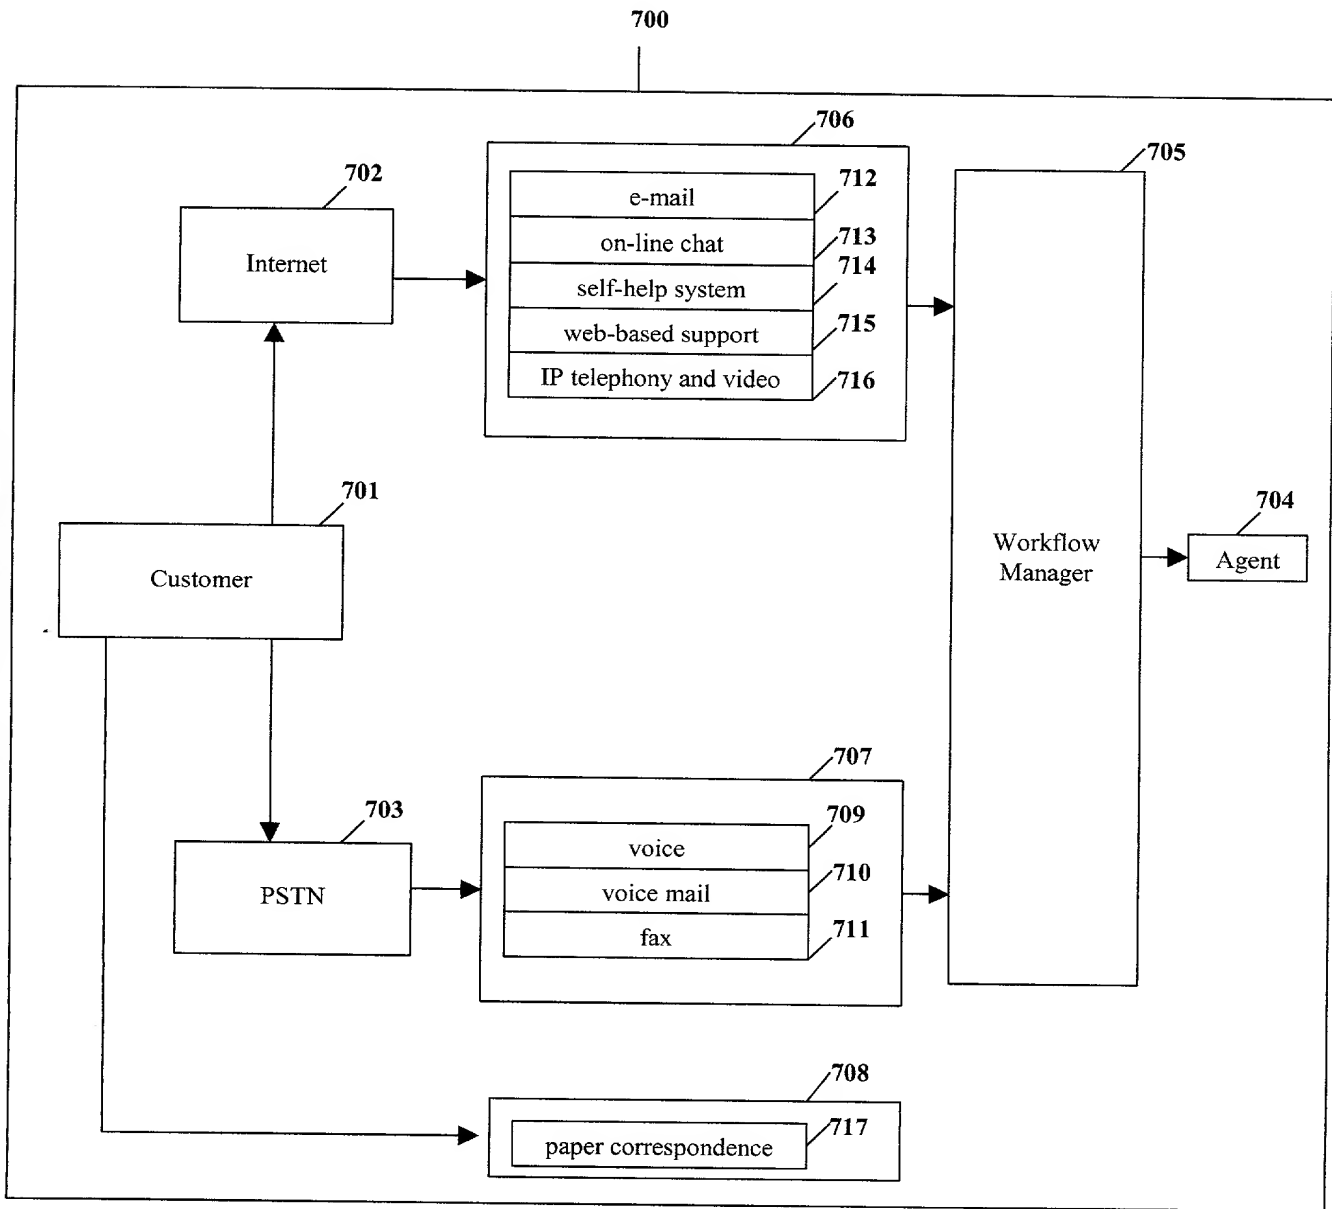 700
706
705
702
712
e-mail
713
on-line chat
Internet
714
self-help system
715
web-based support
716
IP telephony and video
701
704
Customer
Workflow
Manager
Agent
707
703
709
voice
PSTN
710
voice mail
711
fax
708
717
paper correspondence